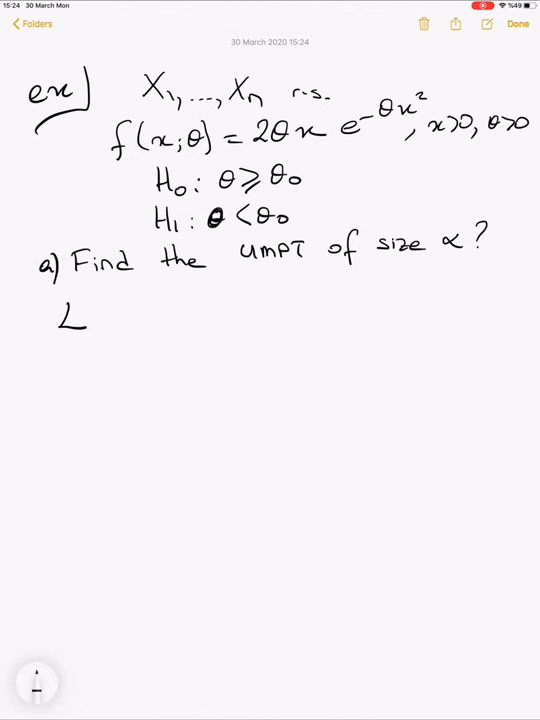 15:24 30 March Mon %49
Folders Done
30 March 2020 15:24
ex) X₁, ..., Xₙ r.s.
f(x;θ) = 2θx e^{-θx²}, x>0, θ>0
H₀: θ ≥ θ₀
H₁: θ < θ₀
a) Find the UMPT of size α?
L